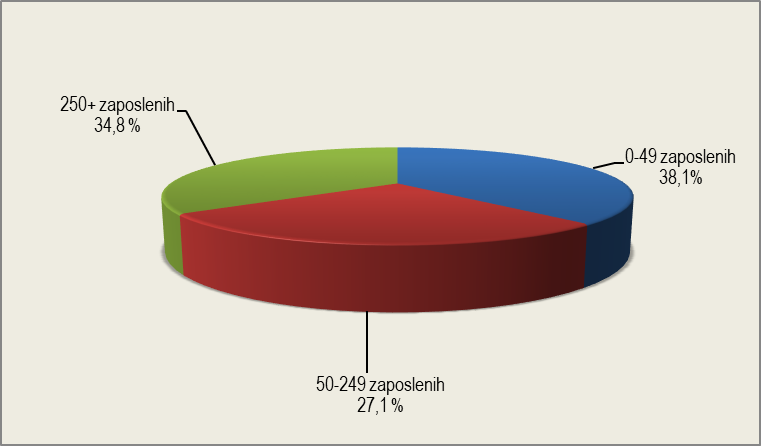 250+ zaposlenih
34,8 %
0-49 zaposlenih
38,1%
50-249 zaposlenih
27,1 %